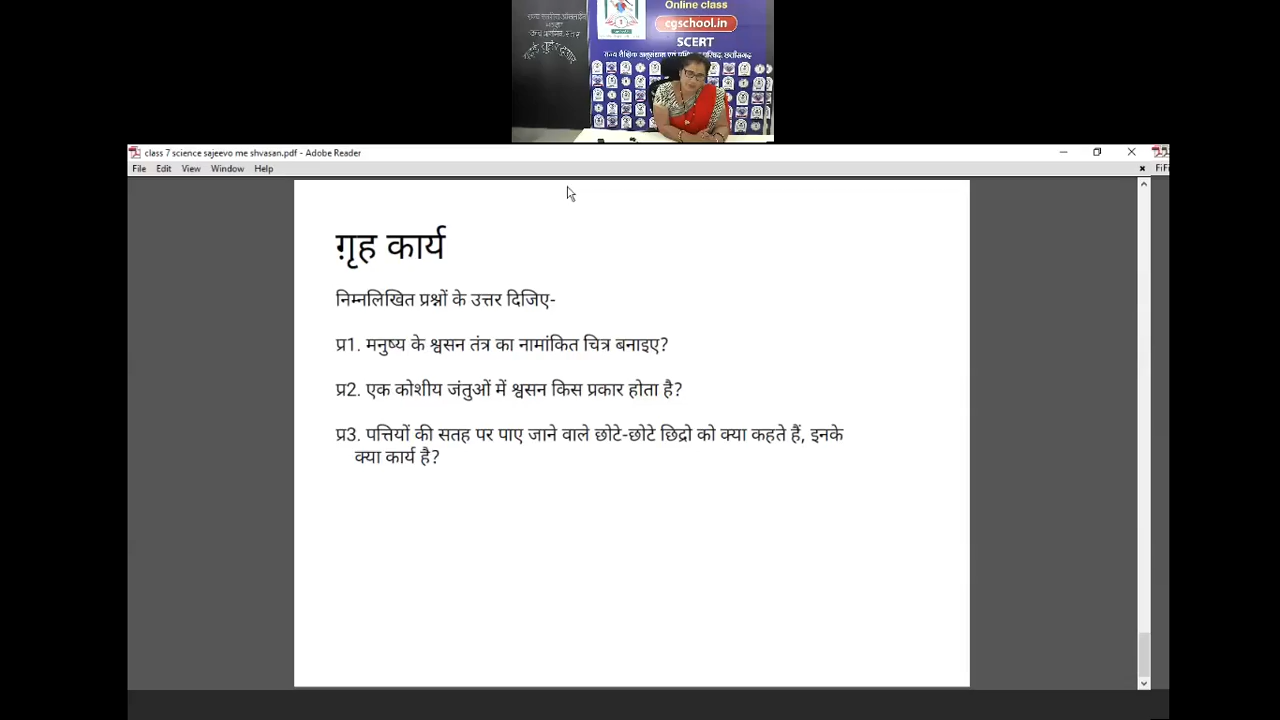 Online class
cgschool.in
SCERT
class 7 science sajeevo me shvasan.pdf - Adobe Reader
File Edit View Window Help
ग़ृह कार्य
निम्नलिखित प्रश्नों के उत्तर दिजिए-
प्र1. मनुष्य के श्वसन तंत्र का नामांकित चित्र बनाइए?
प्र2. एक कोशीय जंतुओं में श्वसन किस प्रकार होता है?
प्र3. पत्तियों की सतह पर पाए जाने वाले छोटे-छोटे छिद्रो को क्या कहते हैं, इनके
क्या कार्य है?